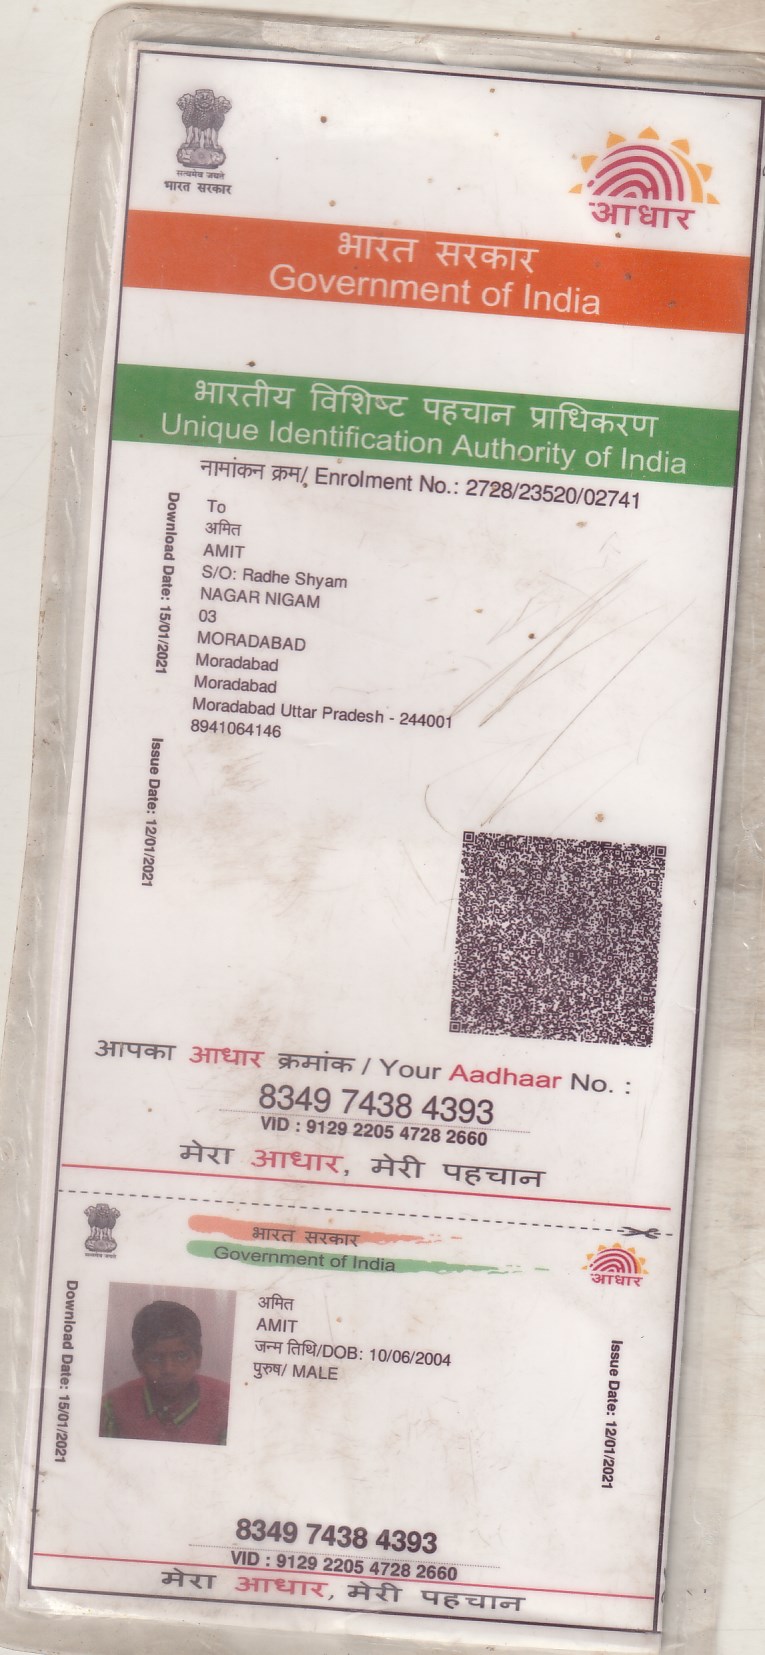 सत्यमेव जयते
भारत सरकार
आधार
भारत सरकार
Government of India
भारतीय विशिष्ट पहचान प्राधिकरण
Unique Identification Authority of India
नामांकन क्रम/ Enrolment No.: 2728/23520/02741
To
अमित
AMIT
S/O: Radhe Shyam
NAGAR NIGAM
03
MORADABAD
Moradabad
Moradabad
Moradabad Uttar Pradesh - 244001
8941064146
Download Date: 15/01/2021
Issue Date: 12/01/2021
आपका आधार क्रमांक / Your Aadhaar No. :
8349 7438 4393
VID : 9129 2205 4728 2660
मेरा आधार, मेरी पहचान
सत्यमेव जयते
भारत सरकार
Government of India
आधार
Download Date: 15/01/2021
अमित
AMIT
जन्म तिथि/DOB: 10/06/2004
पुरुष/ MALE
Issue Date: 12/01/2021
8349 7438 4393
VID : 9129 2205 4728 2660
मेरा आधार, मेरी पहचान